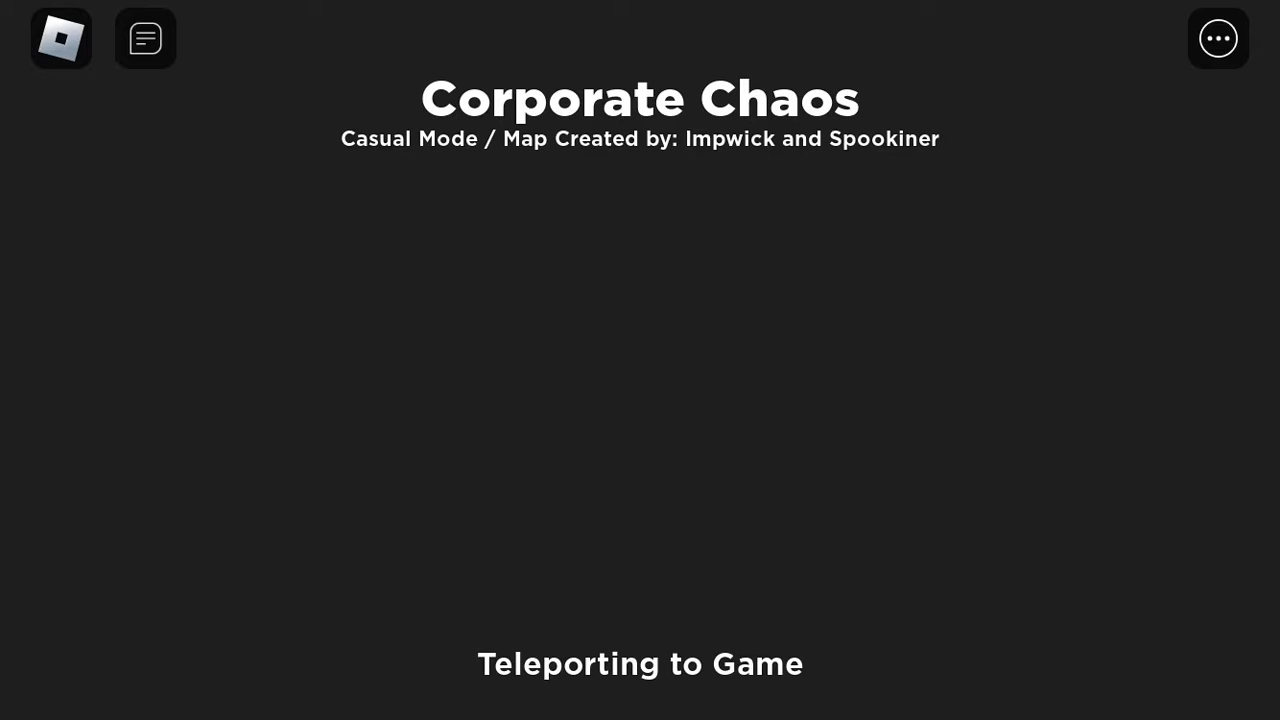 Corporate Chaos
Casual Mode / Map Created by: Impwick and Spookiner
Teleporting to Game